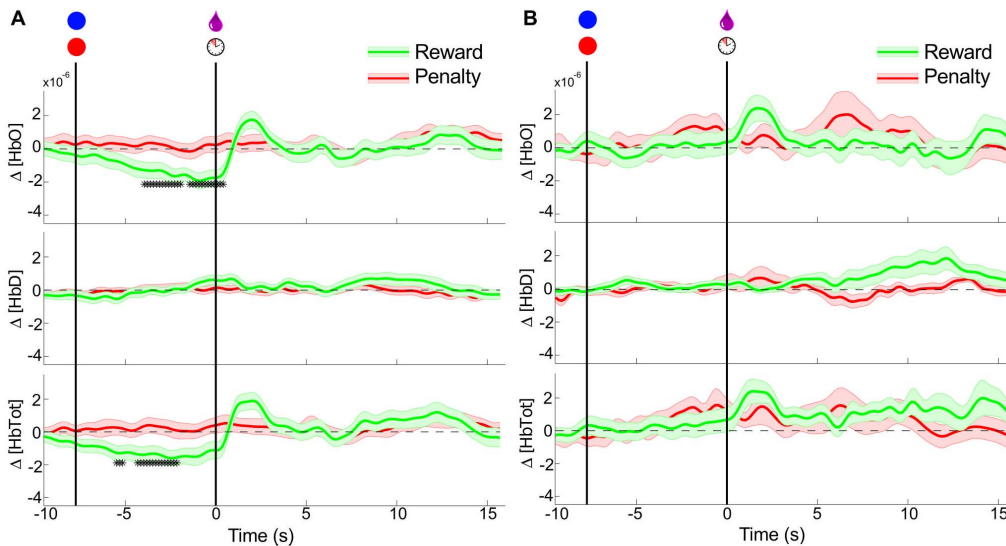 A
Reward
Penalty
x10⁻⁶
Δ [HbO]
2
0
-2
-4
Δ [HbD]
2
0
-2
-4
Δ [HbTot]
2
0
-2
-4
-10
-5
0
5
10
15
Time (s)
B
Reward
Penalty
x10⁻⁶
Δ [HbO]
2
0
-2
-4
Δ [HbD]
2
0
-2
-4
Δ [HbTot]
2
0
-2
-4
-10
-5
0
5
10
15
Time (s)